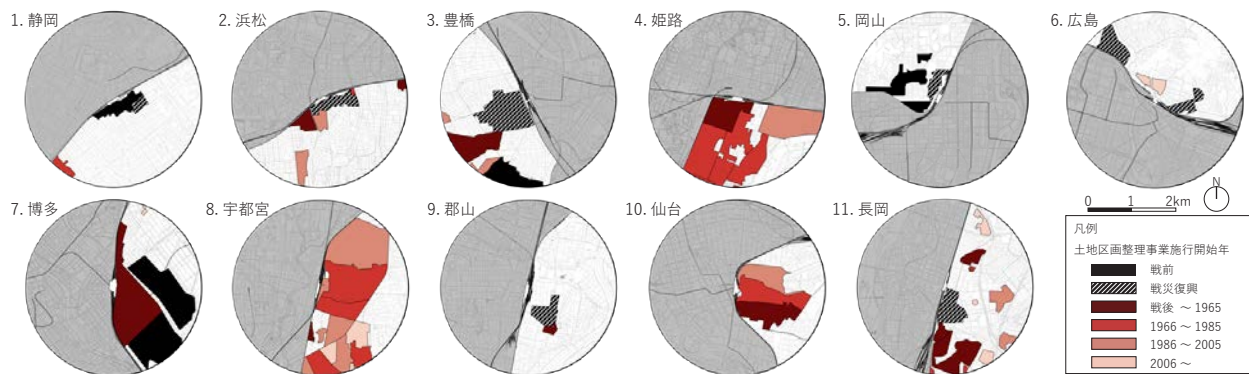 1. 静岡
2. 浜松
3. 豊橋
4. 姫路
5. 岡山
6. 広島
7. 博多
8. 宇都宮
9. 郡山
10. 仙台
11. 長岡
0 1 2km
N
凡例
土地区画整理事業施行開始年
戦前
戦災復興
戦後 ～ 1965
1966 ～ 1985
1986 ～ 2005
2006 ～